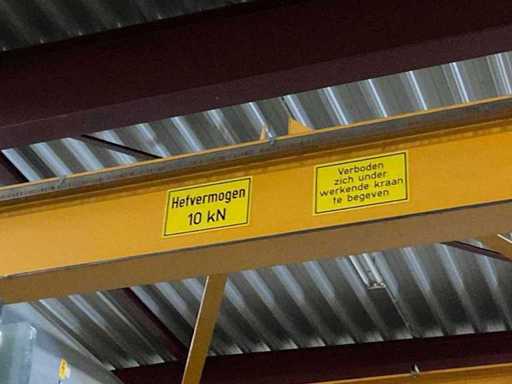 Hefvermogen
10 kN
Verboden
zich under
werkende kraan
te begeven